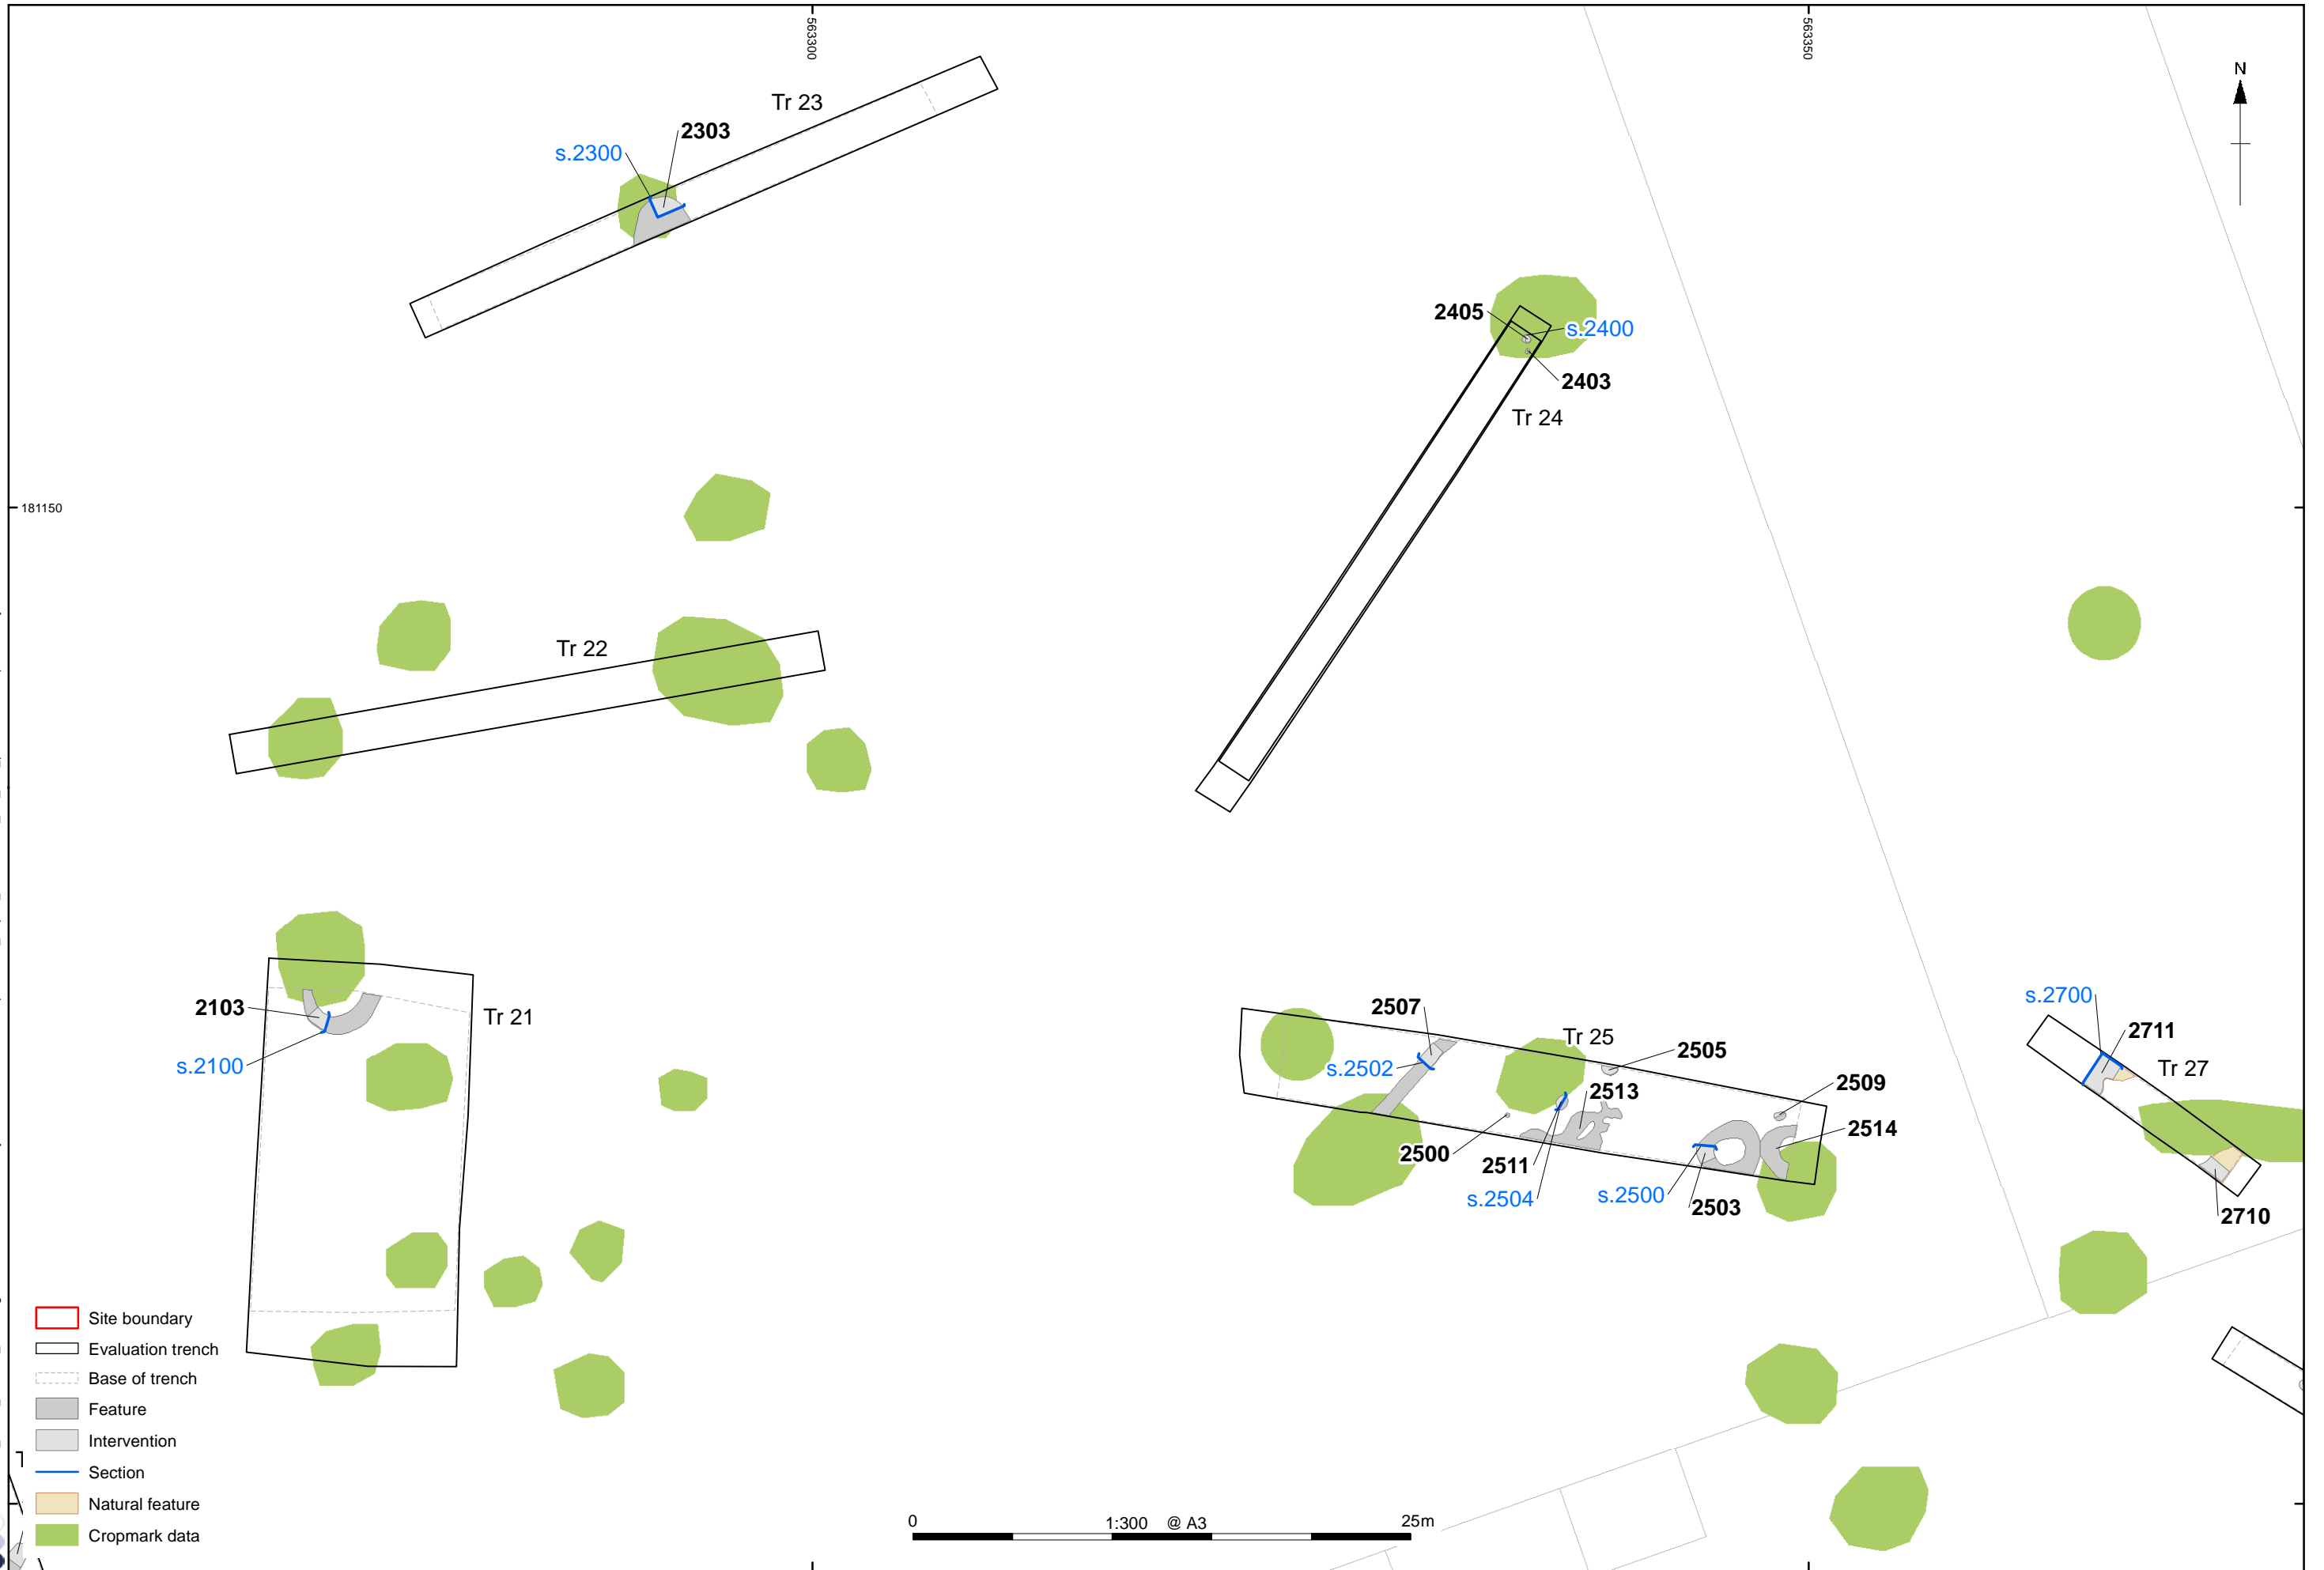 563300
563350
N
Tr 23
2303
s.2300
2405
s.2400
2403
Tr 24
181150
Tr 22
2103
Tr 21
s.2100
2507
Tr 25
2505
s.2502
2513
2509
2514
2500
2511
s.2504
s.2500
2503
s.2700
2711
Tr 27
2710
Site boundary
Evaluation trench
Base of trench
Feature
Intervention
Section
Natural feature
Cropmark data
0
1:300 @ A3
25m